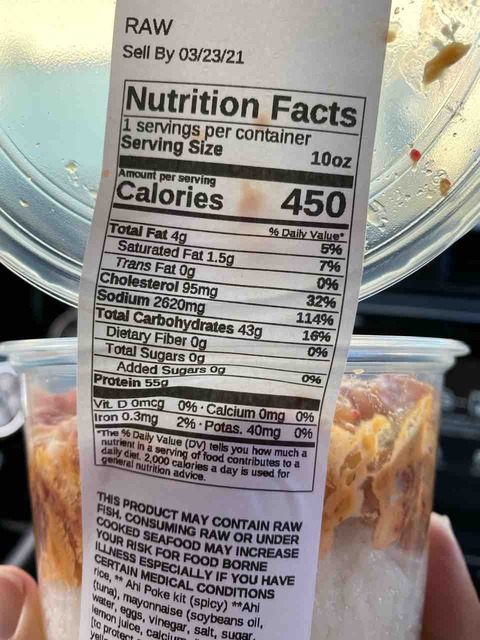 RAW
Sell By 03/23/21
Nutrition Facts
1 servings per container
Serving Size 10oz
Amount per serving
Calories 450
% Daily Value*
Total Fat 4g 5%
Saturated Fat 1.5g 7%
Trans Fat 0g 0%
Cholesterol 95mg 32%
Sodium 2620mg 114%
Total Carbohydrates 43g 16%
Dietary Fiber 0g 0%
Total Sugars 0g
Added Sugars 0g 0%
Protein 55g
Vit. D 0mcg 0% · Calcium 0mg 0%
Iron 0.3mg 2% · Potas. 40mg 0%
*The % Daily Value (DV) tells you how much a
nutrient in a serving of food contributes to a
daily diet. 2,000 calories a day is used for
general nutrition advice.
THIS PRODUCT MAY CONTAIN RAW
FISH. CONSUMING RAW OR UNDER
COOKED SEAFOOD MAY INCREASE
YOUR RISK FOR FOOD BORNE
ILLNESS ESPECIALLY IF YOU HAVE
CERTAIN MEDICAL CONDITIONS
rice, ** Ahi Poke kit (spicy) **Ahi
(tuna), mayonnaise (soybeans oil,
water, eggs, vinegar, salt, sugar,
lemon juice, calcium
[to protect